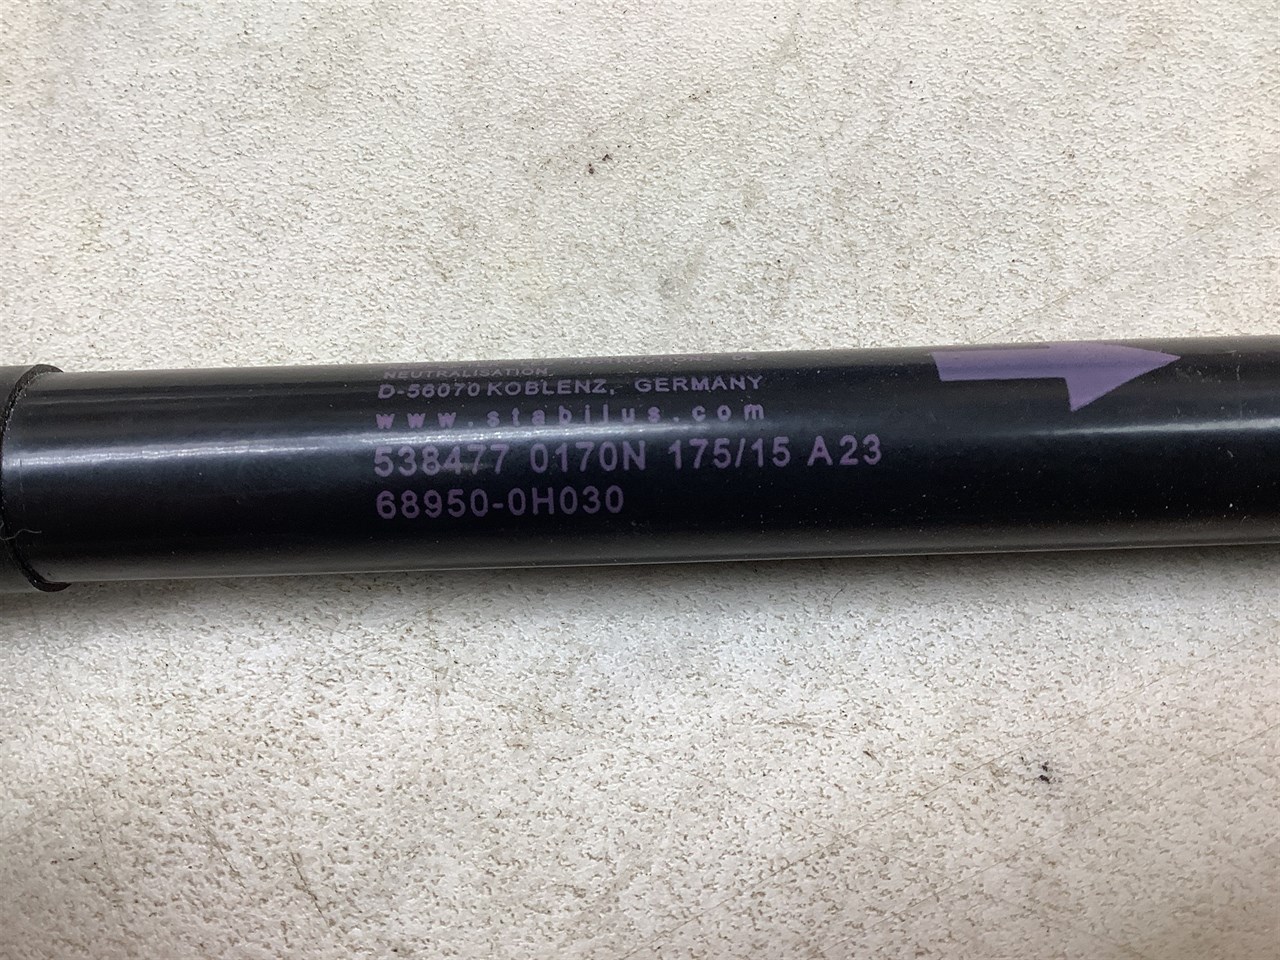 NEUTRALISATION
D-56070 KOBLENZ, GERMANY
www.stabilus.com
538477 0170N 175/15 A23
68950-0H030